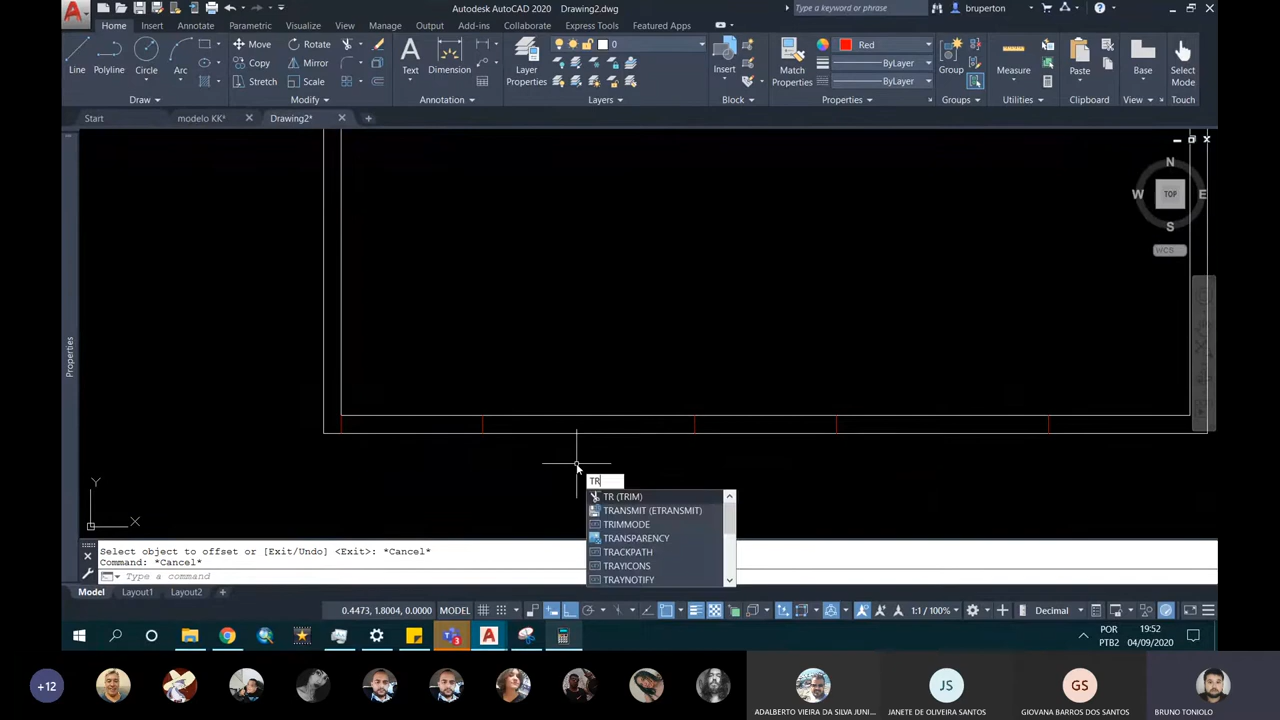 Autodesk AutoCAD 2020 Drawing2.dwg
Type a keyword or phrase
bruperton
Home Insert Annotate Parametric Visualize View Manage Output Add-ins Collaborate Express Tools Featured Apps
Line Polyline Circle Arc
Move Rotate
Copy Mirror
Stretch Scale
Text Dimension
Layer Properties
0
Insert
Match Properties
Red
ByLayer
ByLayer
Group
Measure
Paste
Base
Select Mode
Draw Modify Annotation Layers Block Properties Groups Utilities Clipboard View Touch
Start modelo KK* Drawing2*
N
W TOP E
S
WCS
Properties
TR
TR (TRIM)
TRANSMIT (ETRANSMIT)
TRIMMODE
TRANSPARENCY
TRACKPATH
TRAYICONS
TRAYNOTIFY
Y
X
Select object to offset or [Exit/Undo] <Exit>: *Cancel*
Command: *Cancel*
Type a command
Model Layout1 Layout2
0.4473, 1.8004, 0.0000 MODEL 1:1 / 100% Decimal
POR 19:52
PTB2 04/09/2020
+12
ADALBERTO VIEIRA DA SILVA JUNI...
JS
JANETE DE OLIVEIRA SANTOS
GS
GIOVANA BARROS DOS SANTOS
BRUNO TONIOLO